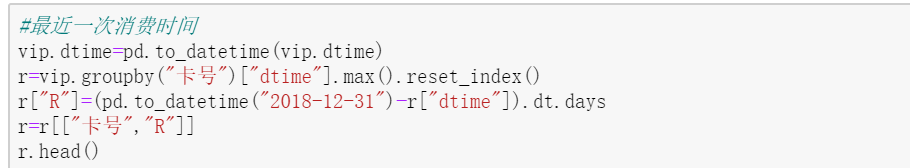 #最近一次消费时间
vip.dtime=pd.to_datetime(vip.dtime)
r=vip.groupby("卡号")["dtime"].max().reset_index()
r["R"]=(pd.to_datetime("2018-12-31")-r["dtime"]).dt.days
r=r[["卡号","R"]]
r.head()